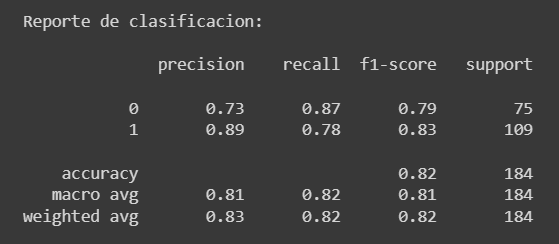 Reporte de clasificacion:
precision recall f1-score support
0 0.73 0.87 0.79 75
1 0.89 0.78 0.83 109
accuracy 0.82 184
macro avg 0.81 0.82 0.81 184
weighted avg 0.83 0.82 0.82 184